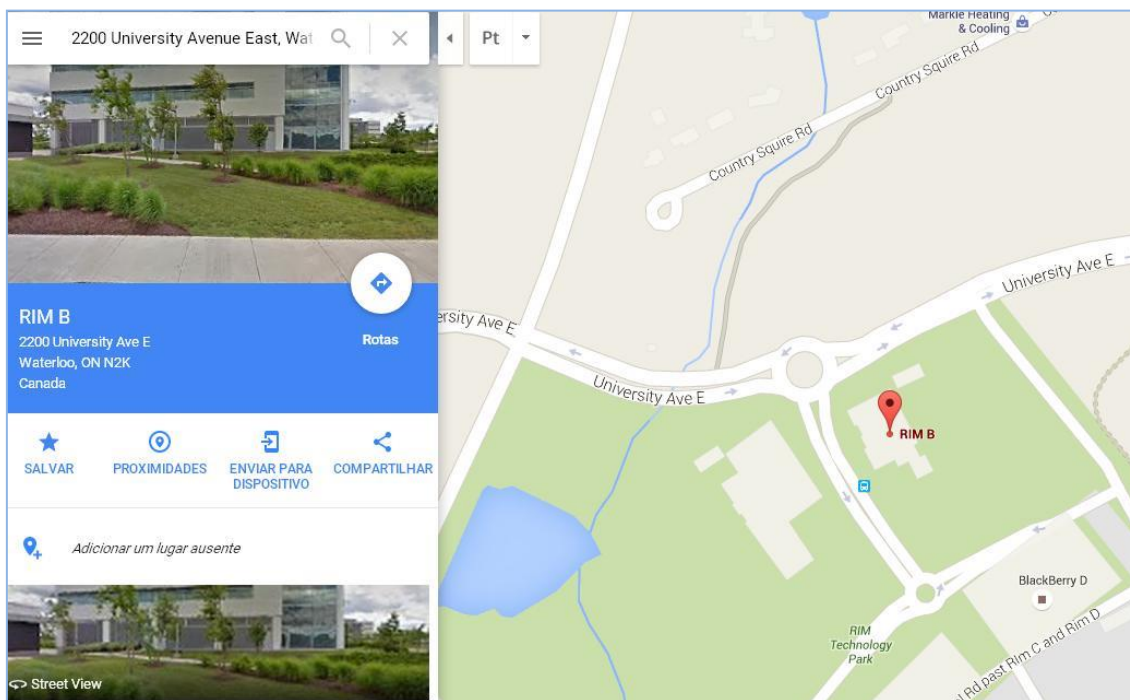 2200 University Avenue East, Wat
Pt
RIM B
2200 University Ave E
Waterloo, ON N2K
Canada
Rotas
SALVAR
PROXIMIDADES
ENVIAR PARA
DISPOSITIVO
COMPARTILHAR
Adicionar um lugar ausente
Street View
Markle Heating
& Cooling
Country Squire Rd
Country Squire Rd
University Ave E
ersity Ave E
University Ave E
RIM B
BlackBerry D
RIM
Technology
Park
l Rd past Rim C and Rim D